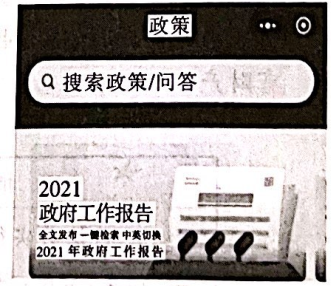 政策
搜索政策/问答
2021
政府工作报告
全文发布 一键检索 中英切换
2021 年政府工作报告